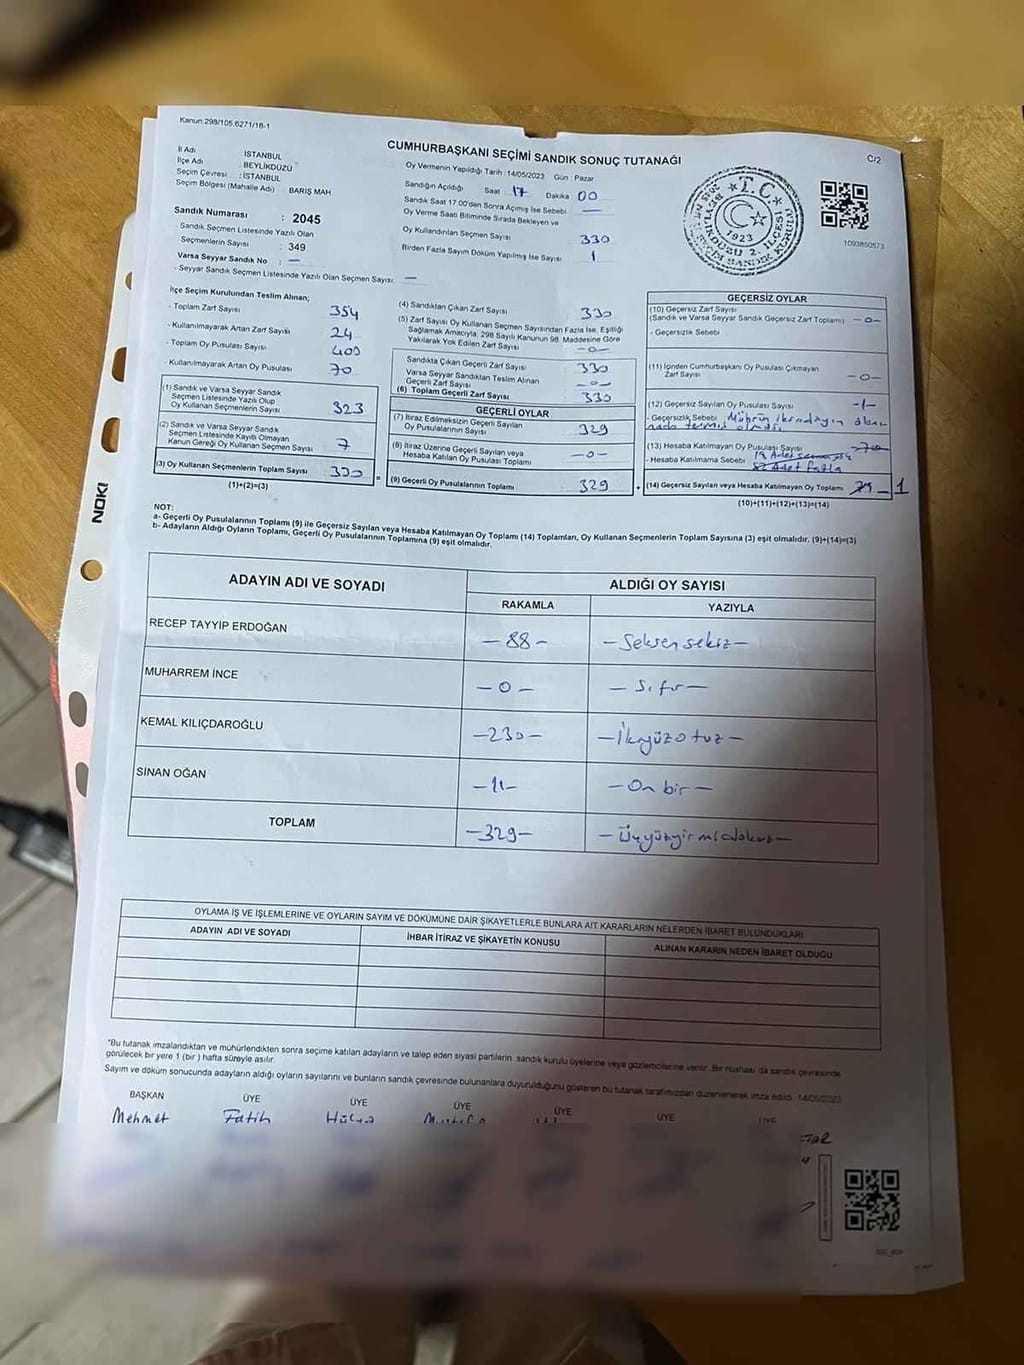 Kanun:298/105,6271/18-1
CUMHURBAŞKANI SEÇİMİ SANDIK SONUÇ TUTANAĞI
C/2
İl Adı : İSTANBUL
İlçe Adı : BEYLİKDÜZÜ
Seçim Çevresi : İSTANBUL
Seçim Bölgesi (Mahalle Adı) BARIŞ MAH.
Sandık Numarası : 2045
- Sandık Seçmen Listesinde Yazılı Olan
Seçmenlerin Sayısı : 349
Varsa Seyyar Sandık No : —
- Seyyar Sandık Seçmen Listesinde Yazılı Olan Seçmen Sayısı: —
Oy Vermenin Yapıldığı Tarih : 14/05/2023 Gün : Pazar
Sandığın Açıldığı Saat : 17 Dakika : 00
Sandık Saat 17.00'den Sonra Açılmış İse Sebebi —
Oy Verme Saati Bitiminde Sırada Bekleyen ve
Oy Kullandırılan Seçmen Sayısı 330
Birden Fazla Sayım Döküm Yapılmış İse Sayısı 1
T.C.
1923
BEYLİKDÜZÜ 2. İLÇESİ
SEÇİM SANDIK KURULU
1093850573
İlçe Seçim Kurulundan Teslim Alınan;
- Toplam Zarf Sayısı 354
- Kullanılmayarak Artan Zarf Sayısı 24
- Toplam Oy Pusulası Sayısı 400
- Kullanılmayarak Artan Oy Pusulası 70
(1) Sandık ve Varsa Seyyar Sandık
Seçmen Listesinde Yazılı Olup
Oy Kullanan Seçmenlerin Sayısı 323
(2) Sandık ve Varsa Seyyar Sandık
Seçmen Listesinde Kayıtlı Olmayan
Kanun Gereği Oy Kullanan Seçmen Sayısı 7
(3) Oy Kullanan Seçmenlerin Toplam Sayısı 330
(1)+(2)=(3)
=
(4) Sandıktan Çıkan Zarf Sayısı 330
(5) Zarf Sayısı Oy Kullanan Seçmen Sayısından Fazla İse, Eşitliği
Sağlamak Amacıyla, 298 Sayılı Kanunun 98. Maddesine Göre
Yakılarak Yok Edilen Zarf Sayısı -0-
Sandıkta Çıkan Geçerli Zarf Sayısı 330
Varsa Seyyar Sandıktan Teslim Alınan
Geçerli Zarf Sayısı -0-
(6) Toplam Geçerli Zarf Sayısı 330
GEÇERLİ OYLAR
(7) İtiraz Edilmeksizin Geçerli Sayılan
Oy Pusulalarının Sayısı 329
(8) İtiraz Üzerine Geçerli Sayılan veya
Hesaba Katılan Oy Pusulası Toplamı -0-
(9) Geçerli Oy Pusulalarının Toplamı 329
+
GEÇERSİZ OYLAR
(10) Geçersiz Zarf Sayısı
(Sandık ve Varsa Seyyar Sandık Geçersiz Zarf Toplamı) -0-
- Geçersizlik Sebebi
(11) İçinden Cumhurbaşkanı Oy Pusulası Çıkmayan
Zarf Sayısı -0-
(12) Geçersiz Sayılan Oy Pusulası Sayısı -1-
- Geçersizlik Sebebi : Mührün iki adayın alanı
(13) Hesaba Katılmayan Oy Pusulası Sayısı -70-
- Hesaba Katılmama Sebebi
52 Adet fazla
(14) Geçersiz Sayılan veya Hesaba Katılmayan Oy Toplamı 71 - 1
(10)+(11)+(12)+(13)=(14)
NOKI
NOT:
a- Geçerli Oy Pusulalarının Toplamı (9) ile Geçersiz Sayılan veya Hesaba Katılmayan Oy Toplamı (14) Toplamları, Oy Kullanan Seçmenlerin Toplam Sayısına (3) eşit olmalıdır. (9)+(14)=(3)
b- Adayların Aldığı Oyların Toplamı, Geçerli Oy Pusulalarının Toplamına (9) eşit olmalıdır.
ADAYIN ADI VE SOYADI ALDIĞI OY SAYISI
RAKAMLA YAZIYLA
RECEP TAYYİP ERDOĞAN -88- - Seksensekiz -
MUHARREM İNCE -0- - Sıfır -
KEMAL KILIÇDAROĞLU -230- - İkiyüzotuz -
SİNAN OĞAN -11- - On bir -
TOPLAM -329- - Üçyüzyirmidokuz -
OYLAMA İŞ VE İŞLEMLERİNE VE OYLARIN SAYIM VE DÖKÜMÜNE DAİR ŞİKAYETLERLE BUNLARA AİT KARARLARIN NELERDEN İBARET BULUNDUKLARI
ADAYIN ADI VE SOYADI İHBAR İTİRAZ VE ŞİKAYETİN KONUSU ALINAN KARARIN NEDEN İBARET OLDUĞU
"Bu tutanak imzalandıktan ve mühürlendikten sonra seçime katılan adayların ve talep eden siyasi partilerin sandık kurulu üyelerine veya gözlemcilerine verilir. Bir nüshası da sandık çevresinde
görülecek bir yere 1 (bir) hafta süreyle asılır.
Sayım ve döküm sonucunda adayların aldığı oyların sayılarını ve bunların sandık çevresinde bulunanlara duyurulduğunu gösteren bu tutanak tarafımızdan düzenlenerek imza edildi. 14/05/2023
BAŞKAN ÜYE ÜYE ÜYE ÜYE ÜYE ÜYE
Mehmet Fatih Hülya Mustafa